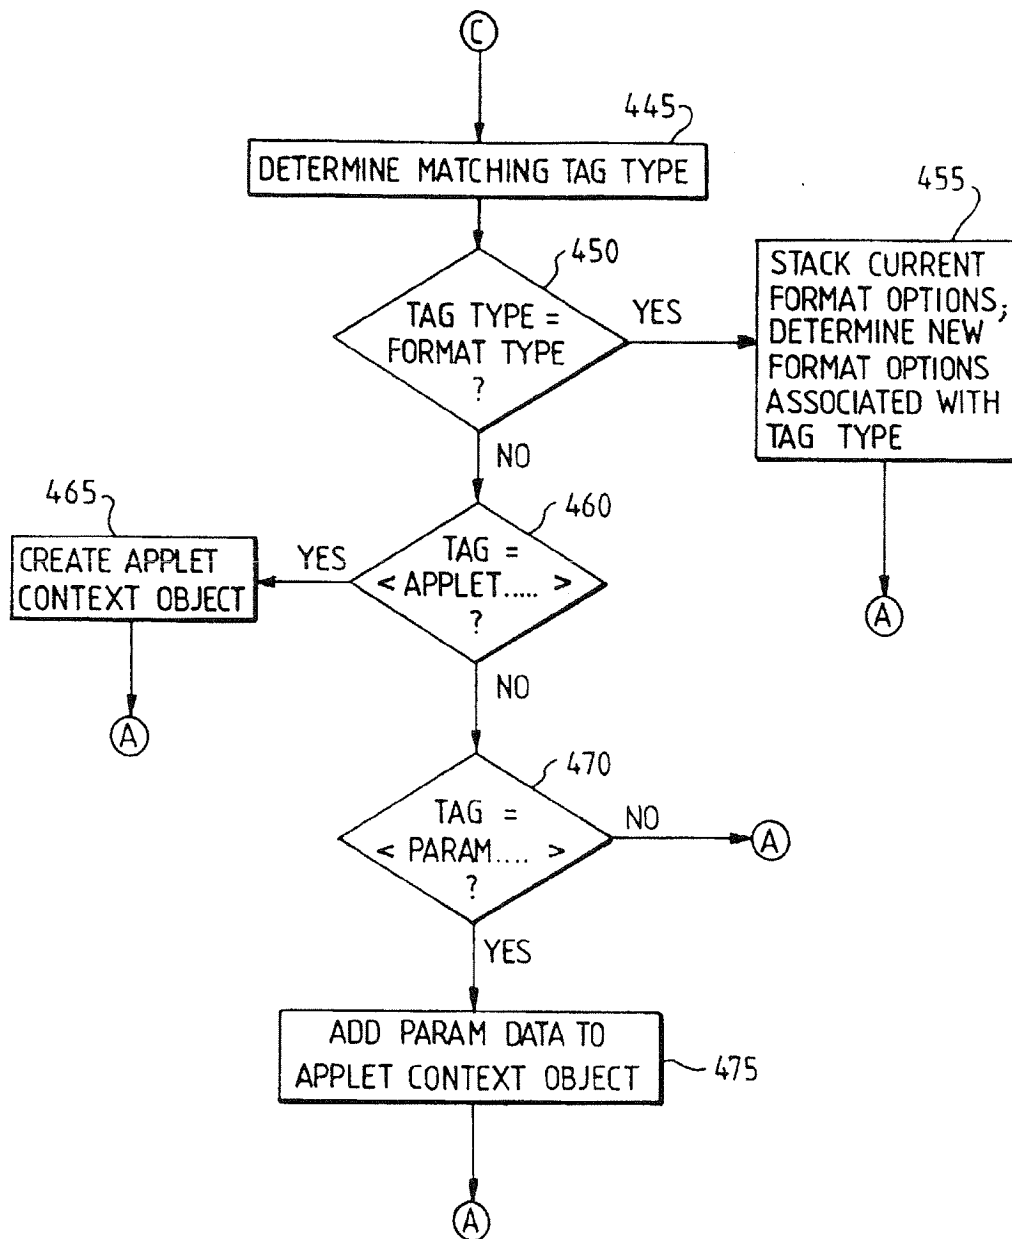 C
445
DETERMINE MATCHING TAG TYPE
450
TAG TYPE =
FORMAT TYPE
?
YES
455
STACK CURRENT
FORMAT OPTIONS;
DETERMINE NEW
FORMAT OPTIONS
ASSOCIATED WITH
TAG TYPE
A
NO
460
TAG =
< APPLET..... >
?
YES
465
CREATE APPLET
CONTEXT OBJECT
A
NO
470
TAG =
< PARAM.... >
?
NO
A
YES
ADD PARAM DATA TO
APPLET CONTEXT OBJECT
475
A